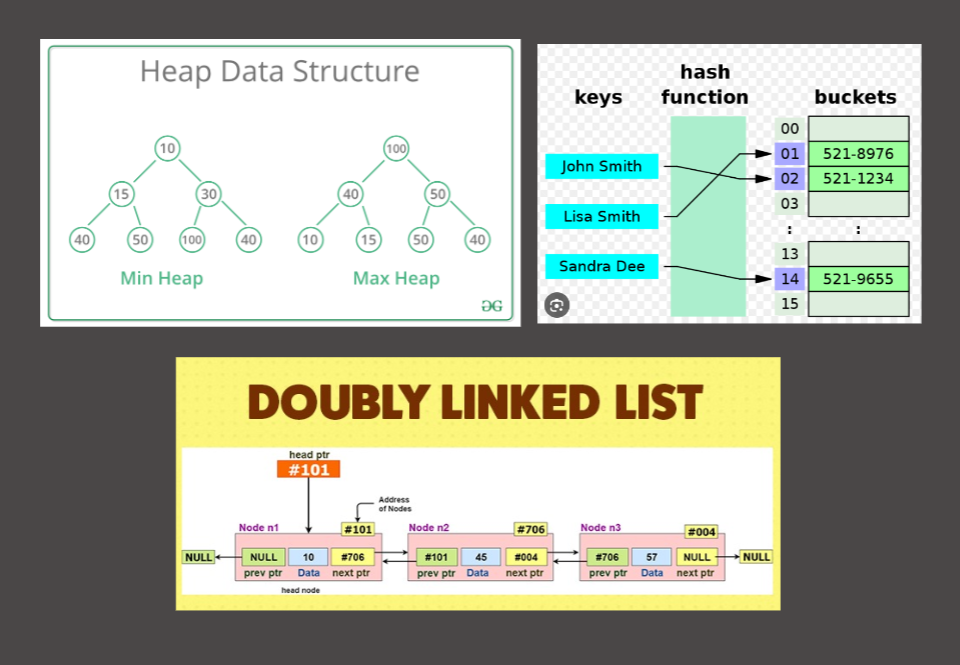 Heap Data Structure
10
100
15 30
40 50
40 50 100 40
10 15 50 40
Min Heap
Max Heap
hash
keys function buckets
00
John Smith
01 521-8976
02 521-1234
Lisa Smith
03
: :
13
Sandra Dee
14 521-9655
15
DOUBLY LINKED LIST
head ptr
#101
Address
of Nodes
Node n1 #101 Node n2 #706 Node n3 #004
NULL NULL 10 #706 #101 45 #004 #706 57 NULL NULL
prev ptr Data next ptr prev ptr Data next ptr prev ptr Data next ptr
head node